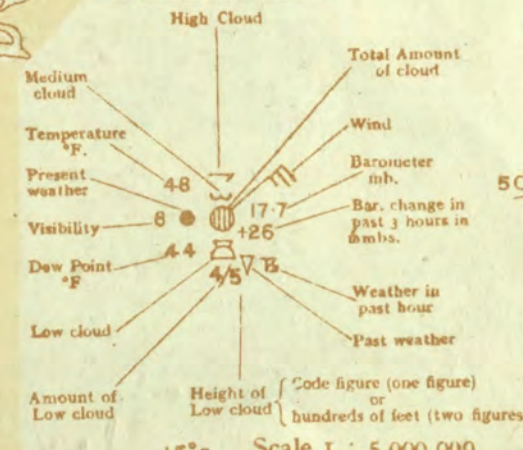 High Cloud
Total Amount
of cloud
Medium
cloud
Wind
Temperature
°F.
Barometer
mb.
Present
weather
48
50
8
17.7
Bar. change in
past 3 hours in
mbs.
+26
Visibility
Dew Point
°F
44
4/5
Weather in
past hour
Low cloud
Past weather
Amount of
Low cloud
Height of
Low cloud
Code figure (one figure)
or
hundreds of feet (two figures
Scale 1 : 5,000,000